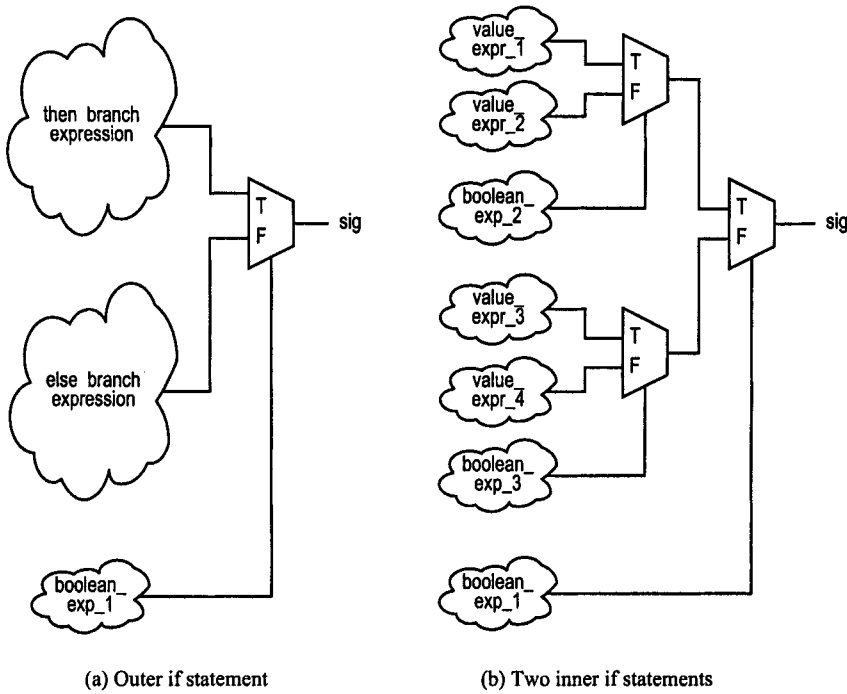 then branch
expression
T
F
sig
else branch
expression
boolean_
exp_1
(a) Outer if statement
value_
expr_1
T
F
value_
expr_2
boolean_
exp_2
T
F
sig
value_
expr_3
T
F
value_
expr_4
boolean_
exp_3
boolean_
exp_1
(b) Two inner if statements